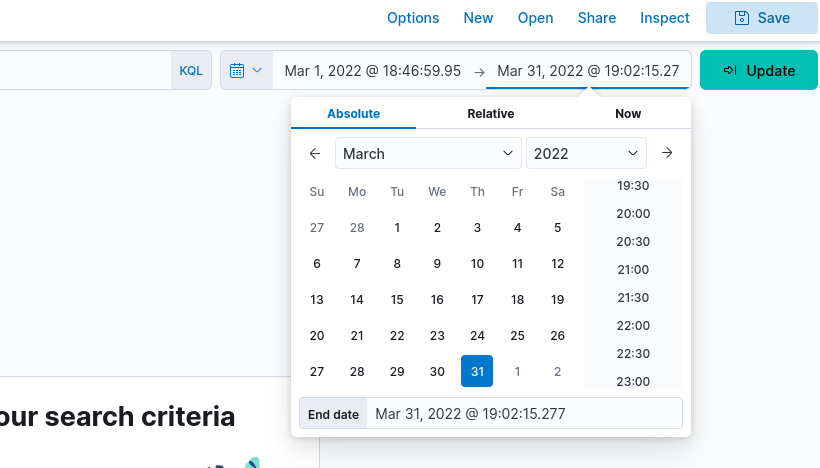 Options New Open Share Inspect Save
KQL Mar 1, 2022 @ 18:46:59.95 → Mar 31, 2022 @ 19:02:15.27 Update
Absolute Relative Now
← March 2022 →
Su Mo Tu We Th Fr Sa
27 28 1 2 3 4 5
6 7 8 9 10 11 12
13 14 15 16 17 18 19
20 21 22 23 24 25 26
27 28 29 30 31 1 2
19:30
20:00
20:30
21:00
21:30
22:00
22:30
23:00
End date Mar 31, 2022 @ 19:02:15.277
our search criteria